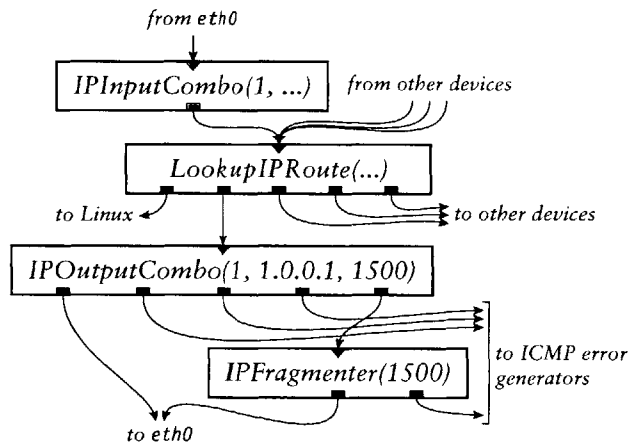 from eth0
IPInputCombo(1, ...)
from other devices
LookupIPRoute(...)
to Linux
to other devices
IPOutputCombo(1, 1.0.0.1, 1500)
to ICMP error
generators
IPFragmenter(1500)
to eth0